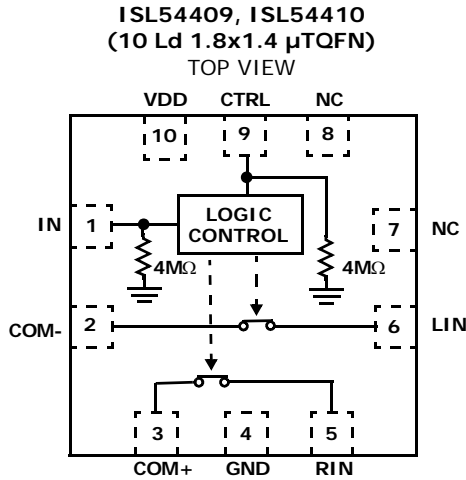 ISL54409, ISL54410
(10 Ld 1.8x1.4 µTQFN)
TOP VIEW
VDD CTRL NC
10 9 8
IN 1 LOGIC CONTROL 7 NC
4MΩ 4MΩ
COM- 2 6 LIN
3 4 5
COM+ GND RIN